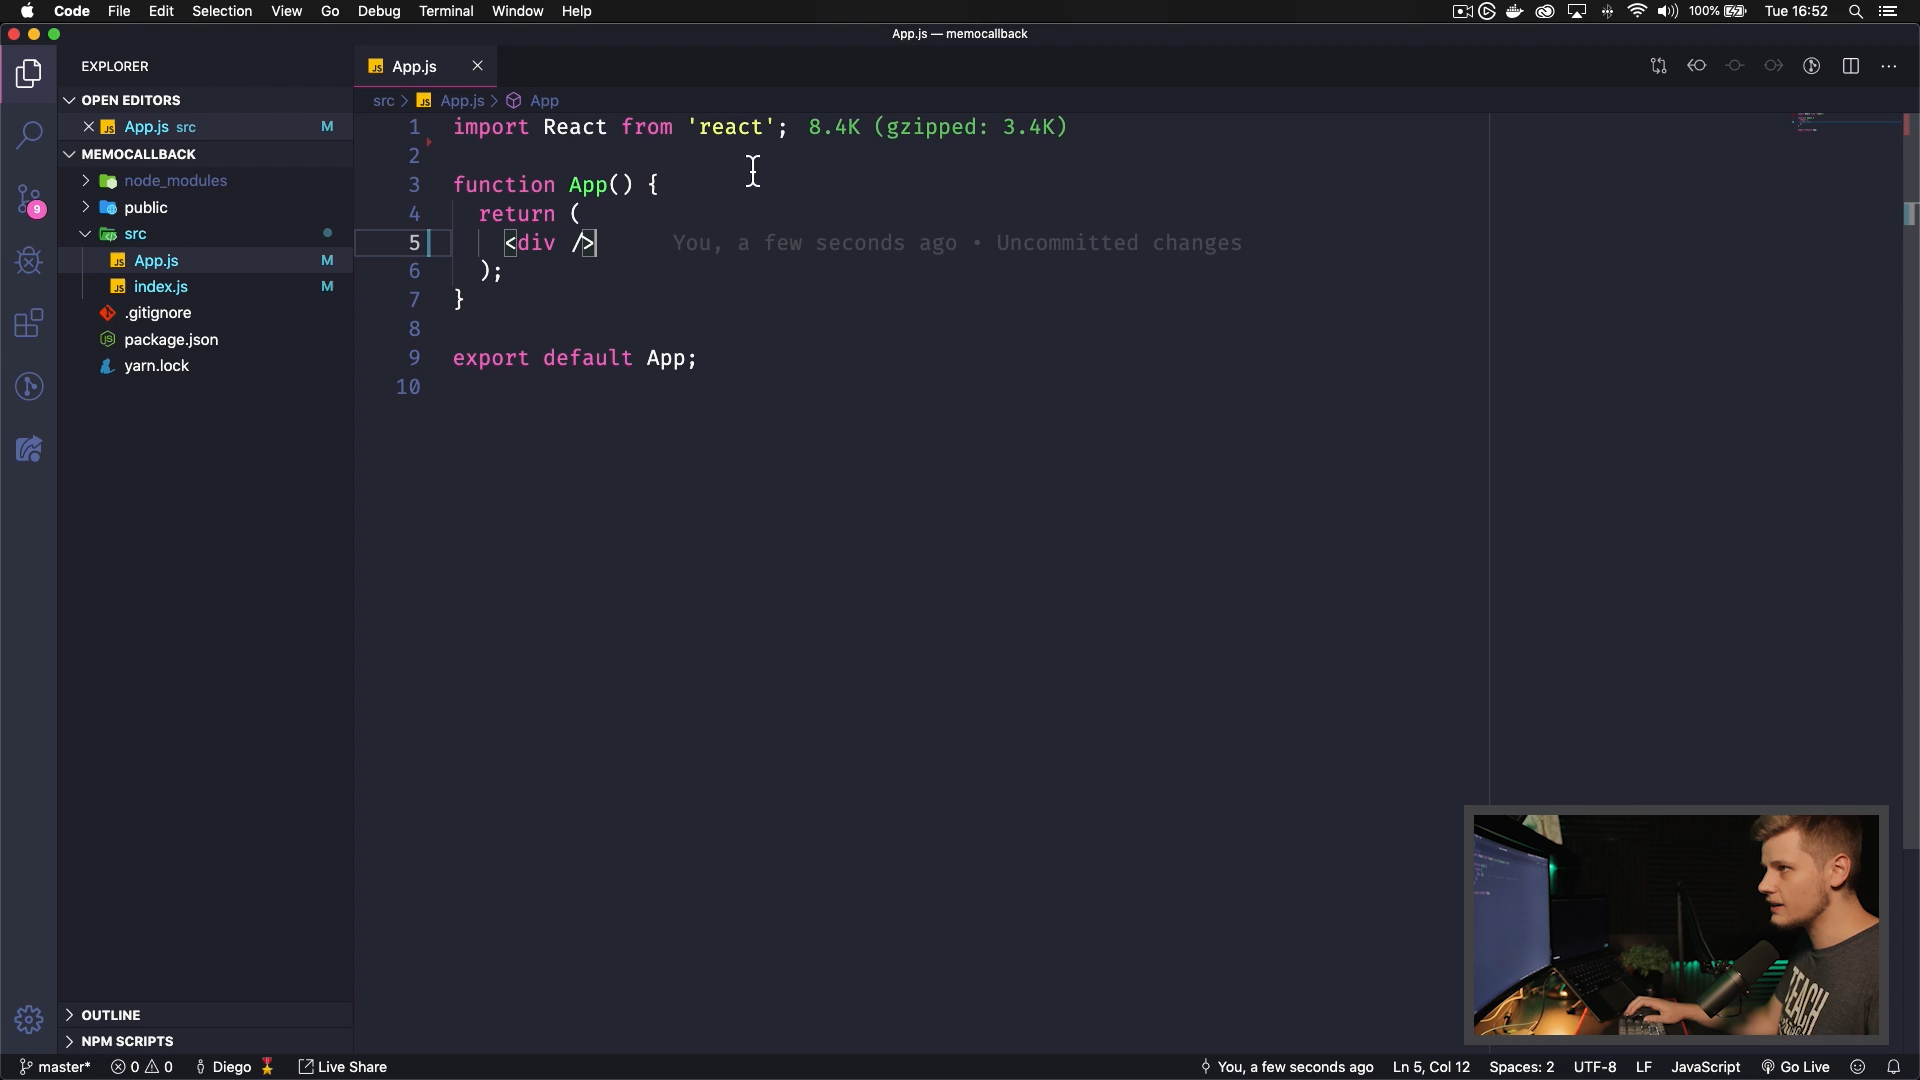 Code File Edit Selection View Go Debug Terminal Window Help
100% Tue 16:52
App.js — memocallback
EXPLORER
App.js
OPEN EDITORS
src > App.js > App
App.js src M
MEMOCALLBACK
node_modules
public
src
App.js M
index.js M
.gitignore
package.json
yarn.lock
9
1 import React from 'react'; 8.4K (gzipped: 3.4K)
2
3 function App() {
4 return (
5 <div /> You, a few seconds ago • Uncommitted changes
6 );
7 }
8
9 export default App;
10
TEACH
OUTLINE
NPM SCRIPTS
master* 0 0 Diego Live Share You, a few seconds ago Ln 5, Col 12 Spaces: 2 UTF-8 LF JavaScript Go Live